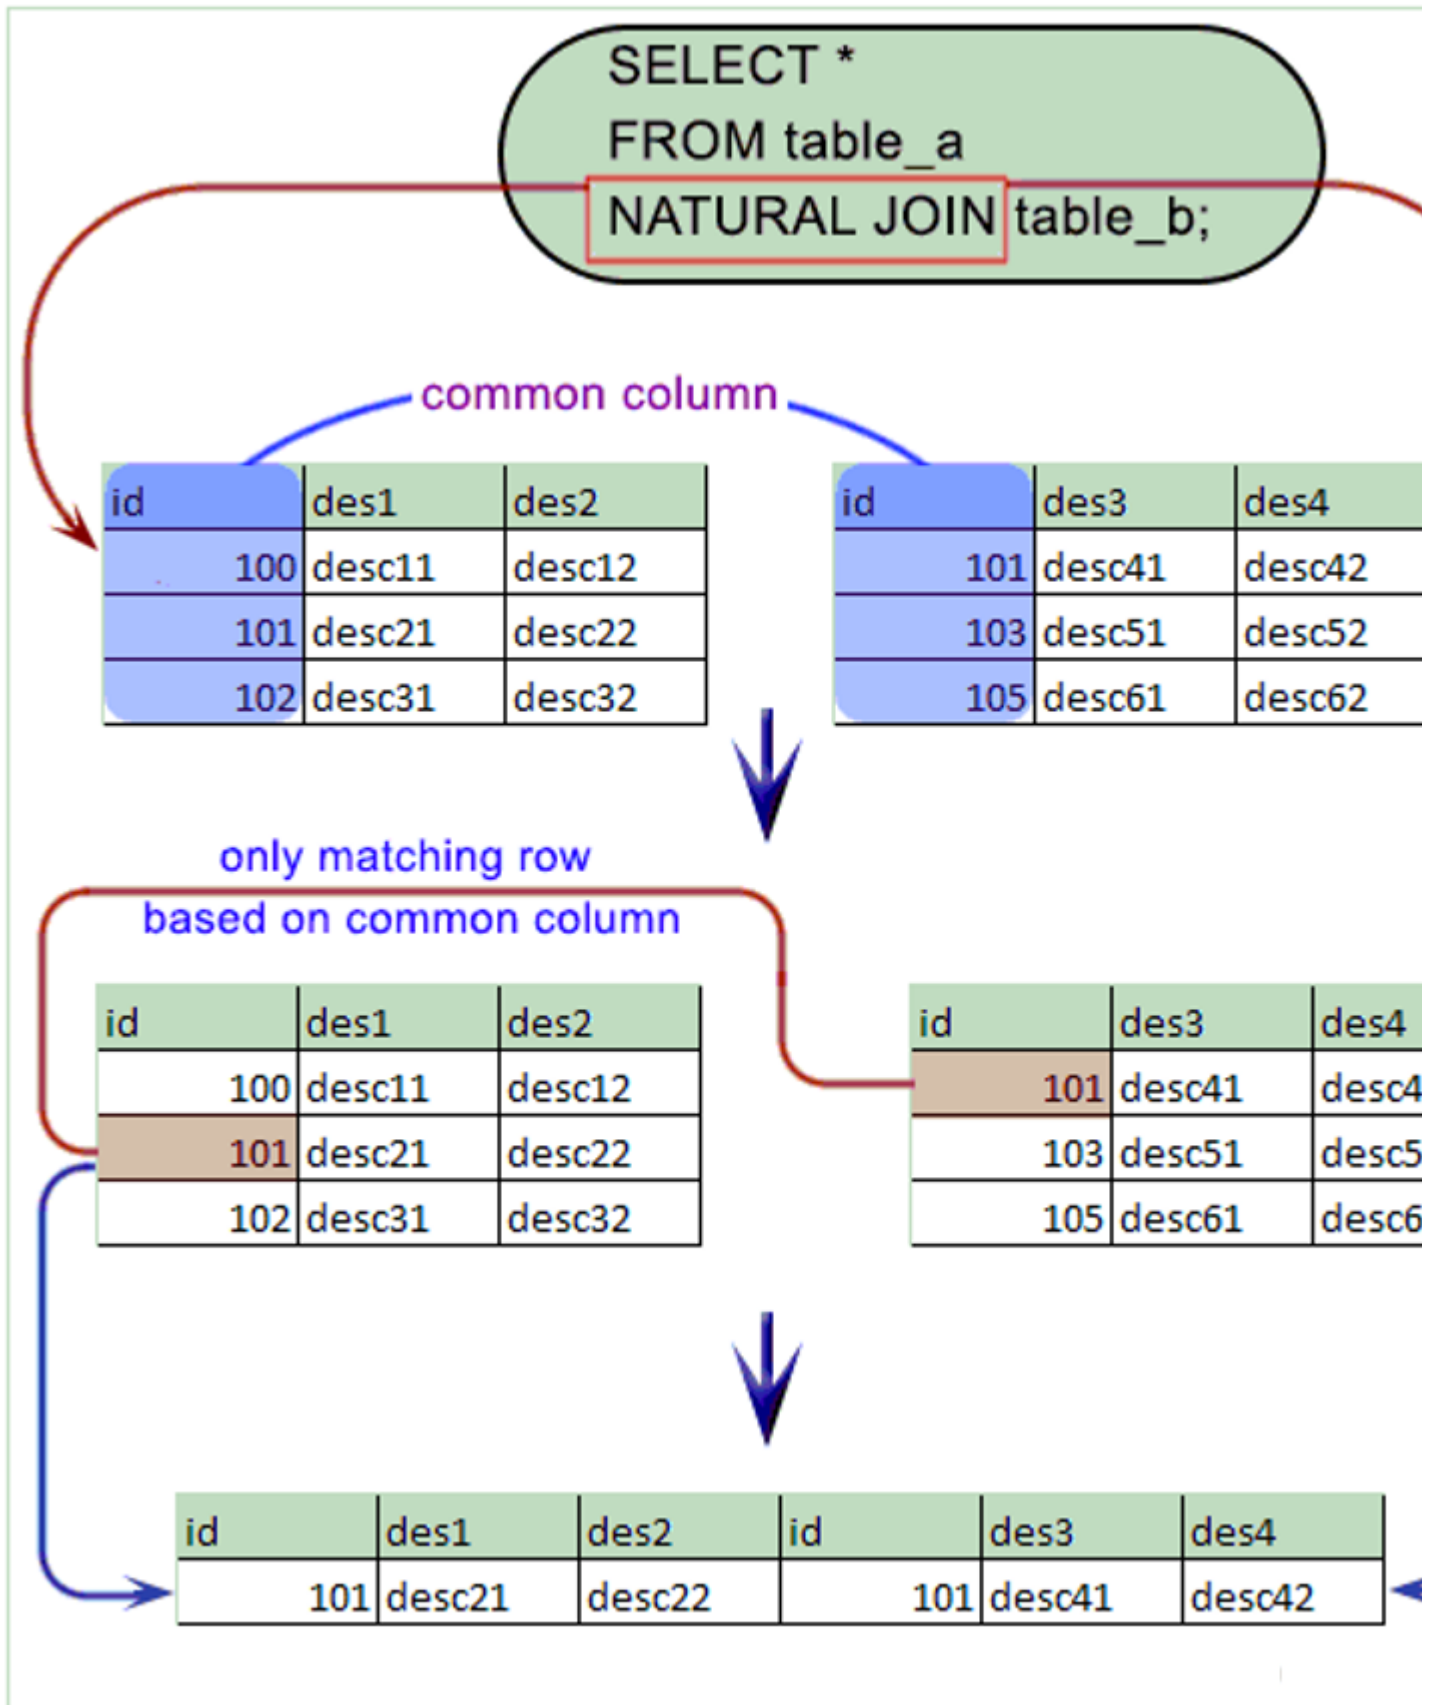 SELECT *
FROM table_a
NATURAL JOIN table_b;
common column
id des1 des2
100 desc11 desc12
101 desc21 desc22
102 desc31 desc32
id des3 des4
101 desc41 desc42
103 desc51 desc52
105 desc61 desc62
only matching row
based on common column
id des1 des2
100 desc11 desc12
101 desc21 desc22
102 desc31 desc32
id des3 des4
101 desc41 desc4
103 desc51 desc5
105 desc61 desc6
id des1 des2 id des3 des4
101 desc21 desc22 101 desc41 desc42